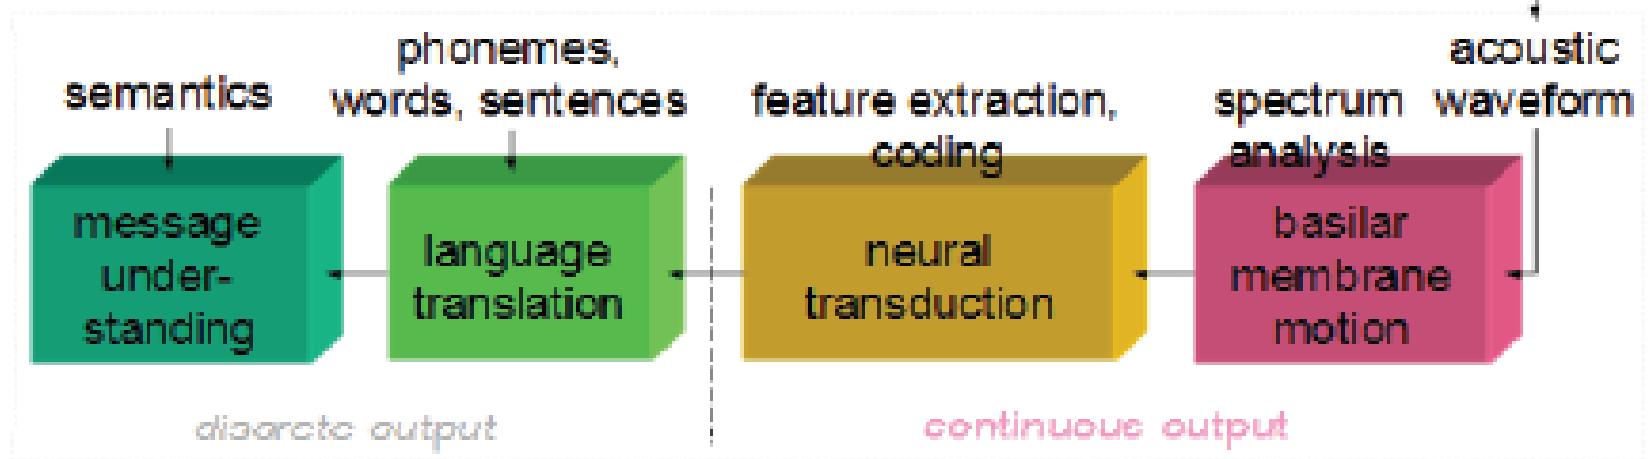 semantics
phonemes,
words, sentences
feature extraction,
coding
spectrum
analysis
acoustic
waveform
message
under-
standing
language
translation
neural
transduction
basilar
membrane
motion
discrete output
continuous output